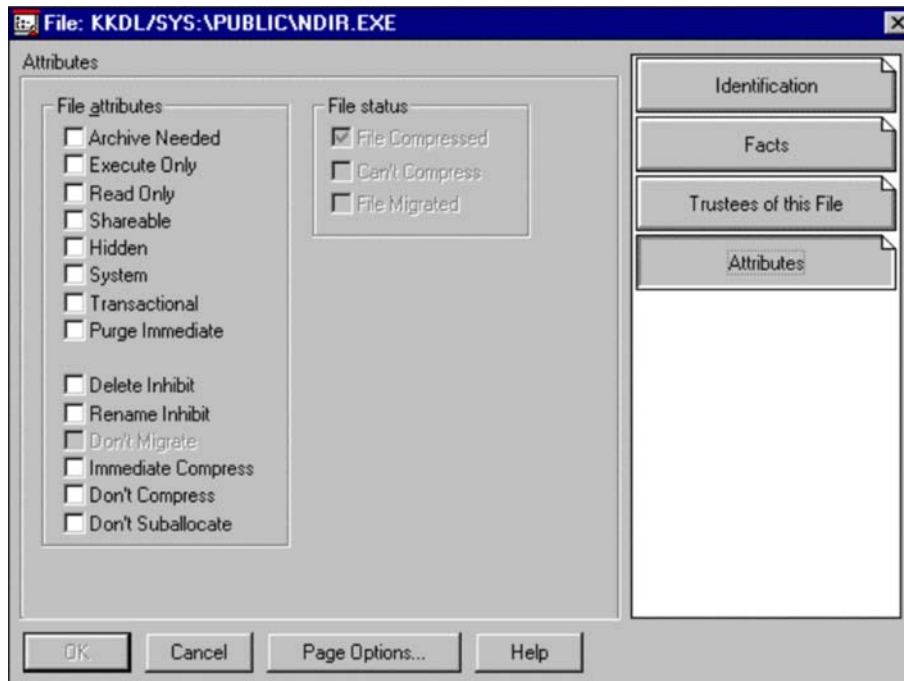 File: KKDL/SYS:\PUBLIC\NDIR.EXE
Attributes
File attributes
Archive Needed
Execute Only
Read Only
Shareable
Hidden
System
Transactional
Purge Immediate
Delete Inhibit
Rename Inhibit
Don't Migrate
Immediate Compress
Don't Compress
Don't Suballocate
File status
File Compressed
Can't Compress
File Migrated
Identification
Facts
Trustees of this File
Attributes
OK
Cancel
Page Options...
Help